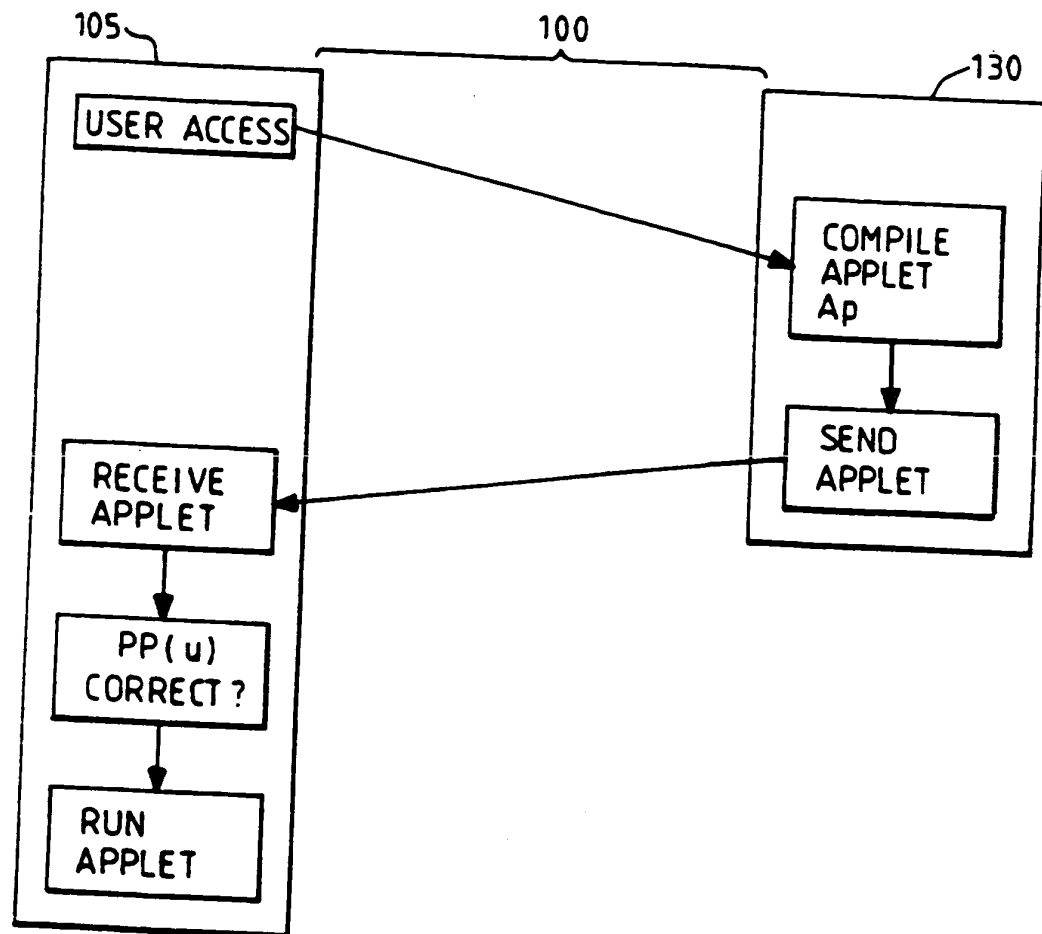 105
100
130
USER ACCESS
COMPILE
APPLET
Ap
SEND
APPLET
RECEIVE
APPLET
PP(u)
CORRECT?
RUN
APPLET